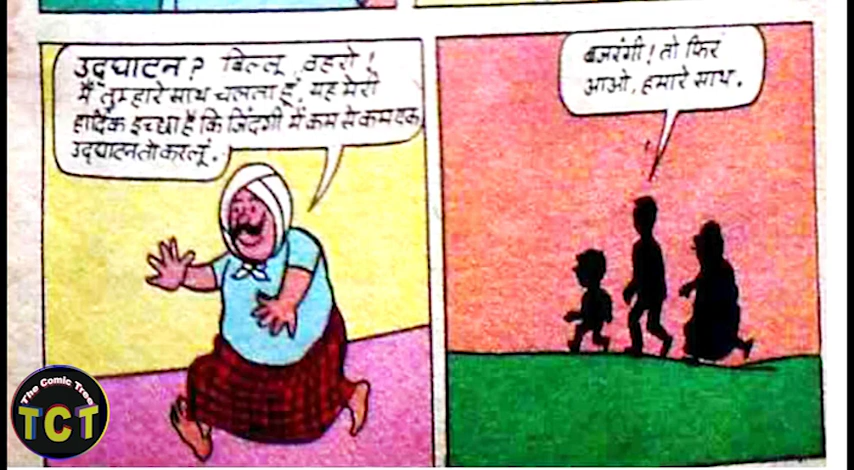 उद्‌घाटन? बिल्लू, ठहरो!
मैं तुम्हारे साथ चलता हूं, यह मेरी
हार्दिक इच्छा है कि जिंदगी में कम से कम एक
उद्‌घाटन तो कर लूं.
बजरंगी! तो फिर
आओ, हमारे साथ.
The Comic Tree
TCT